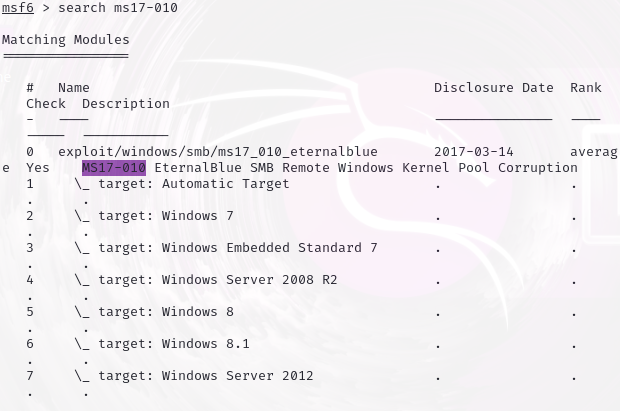 msf6 > search ms17-010
Matching Modules
================
# Name Disclosure Date Rank
Check Description
- ---- --------------- ----
----- -----------
0 exploit/windows/smb/ms17_010_eternalblue 2017-03-14 averag
e Yes MS17-010 EternalBlue SMB Remote Windows Kernel Pool Corruption
1 \_ target: Automatic Target . .
. .
2 \_ target: Windows 7 . .
. .
3 \_ target: Windows Embedded Standard 7 . .
. .
4 \_ target: Windows Server 2008 R2 . .
. .
5 \_ target: Windows 8 . .
. .
6 \_ target: Windows 8.1 . .
. .
7 \_ target: Windows Server 2012 . .
. .